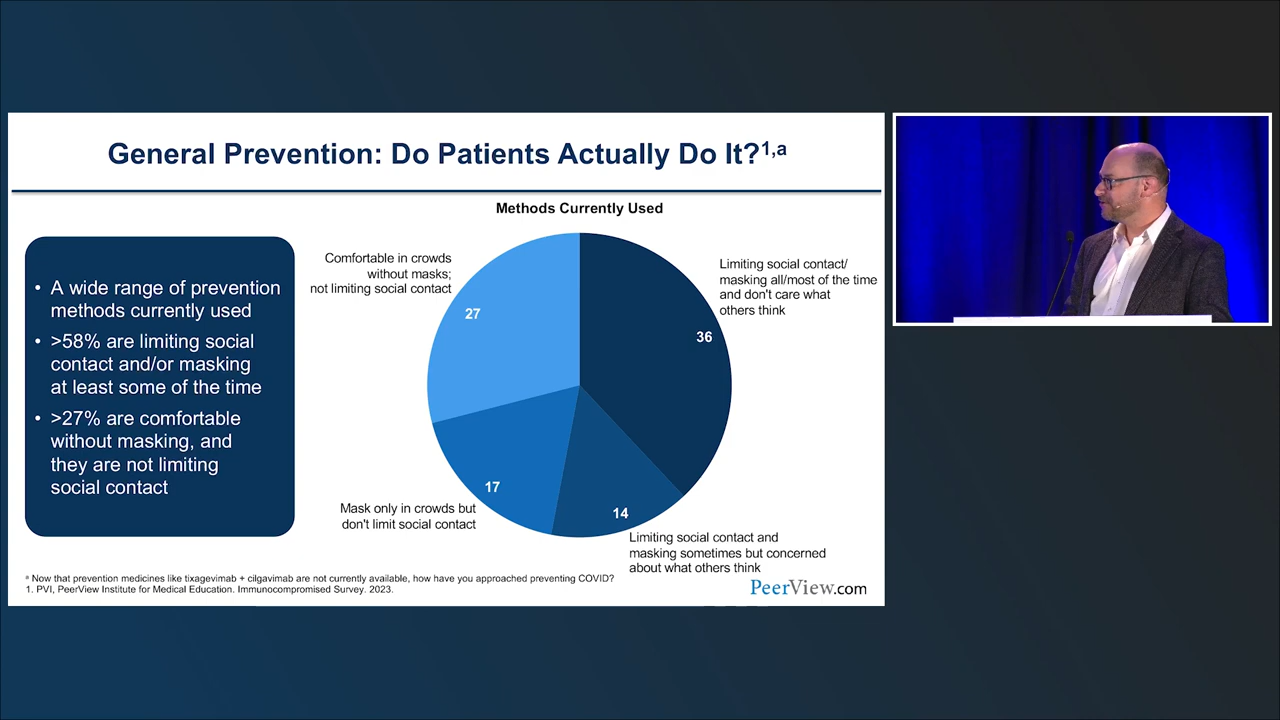 General Prevention: Do Patients Actually Do It?1,a
Methods Currently Used
• A wide range of prevention
methods currently used
• >58% are limiting social
contact and/or masking
at least some of the time
• >27% are comfortable
without masking, and
they are not limiting
social contact
Comfortable in crowds
without masks;
not limiting social contact
27
Limiting social contact/
masking all/most of the time
and don't care what
others think
36
17
Mask only in crowds but
don't limit social contact
14
Limiting social contact and
masking sometimes but concerned
about what others think
a Now that prevention medicines like tixagevimab + cilgavimab are not currently available, how have you approached preventing COVID?
1. PVI, PeerView Institute for Medical Education. Immunocompromised Survey. 2023.
PeerView.com